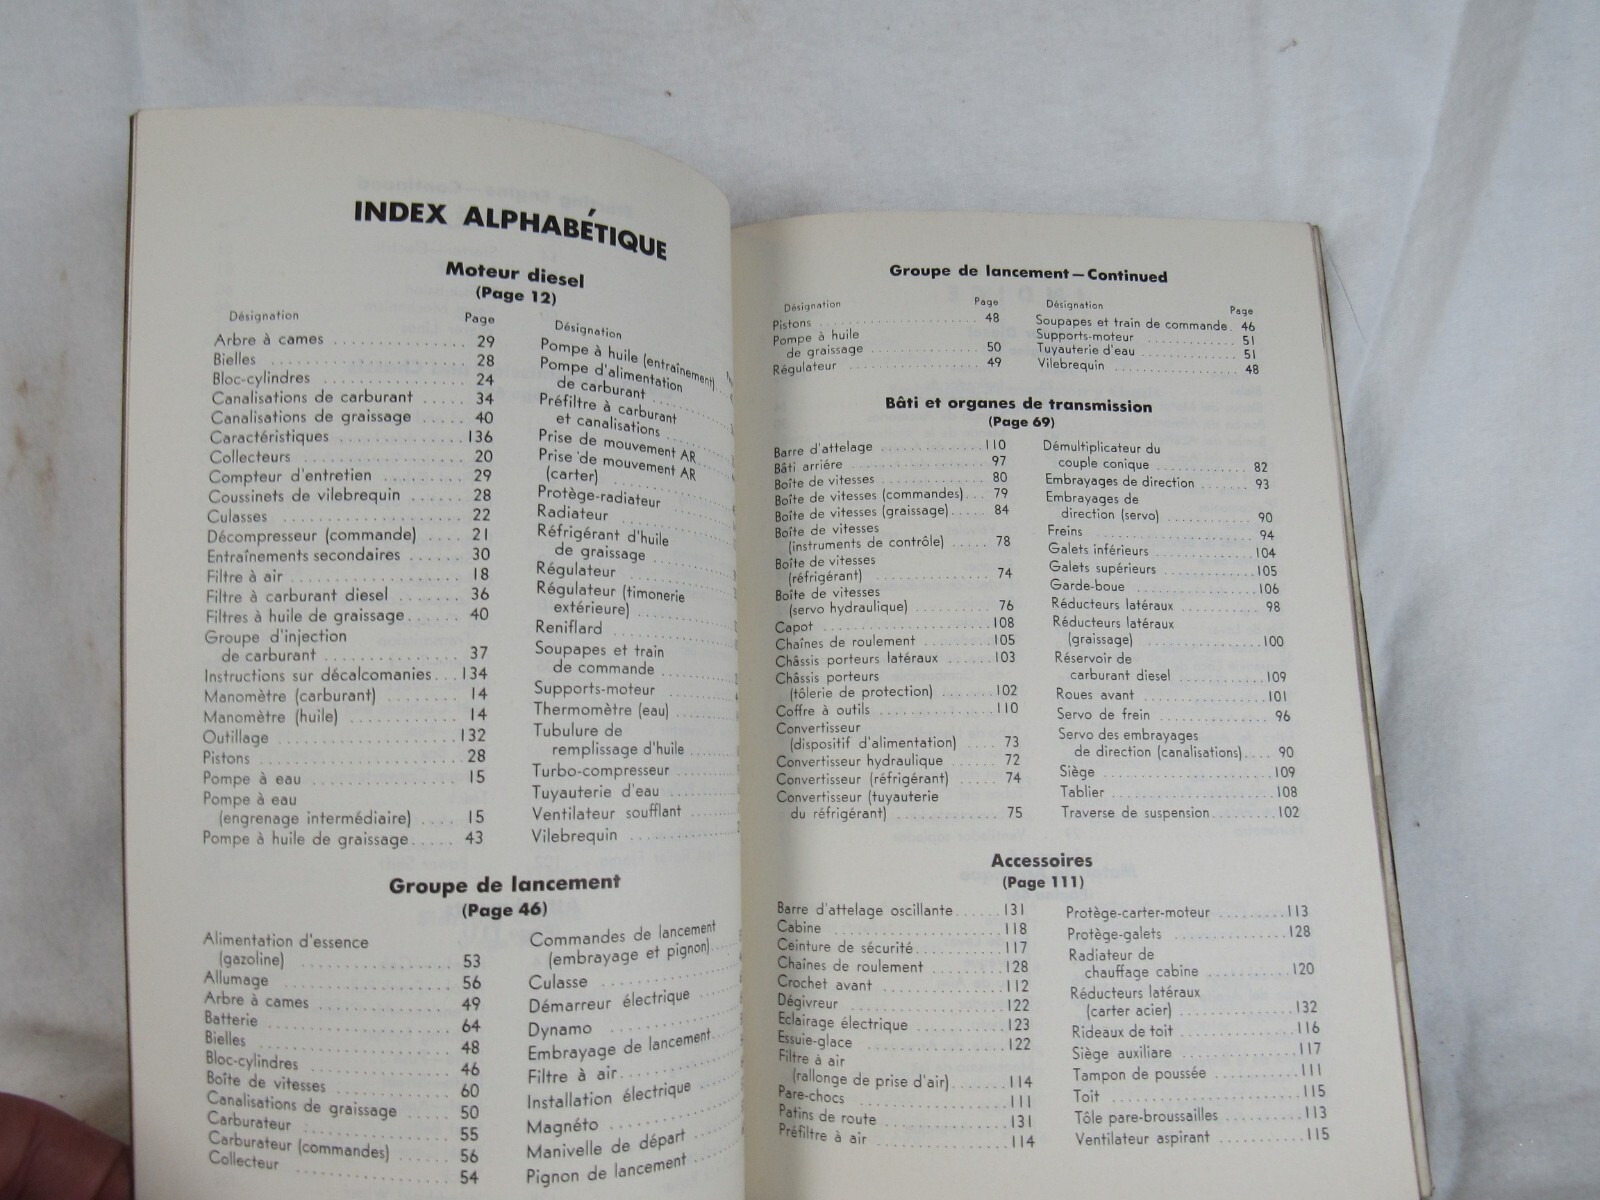 INDEX ALPHABÉTIQUE
Moteur diesel
(Page 12)
Désignation Page
Arbre à cames 29
Bielles 28
Bloc-cylindres 24
Canalisations de carburant 34
Canalisations de graissage 40
Caractéristiques 136
Collecteurs 20
Compteur d'entretien 29
Coussinets de vilebrequin 28
Culasses 22
Décompresseur (commande) 21
Entraînements secondaires 30
Filtre à air 18
Filtre à carburant diesel 36
Filtres à huile de graissage 40
Groupe d'injection
de carburant 37
Instructions sur décalcomanies 134
Manomètre (carburant) 14
Manomètre (huile) 14
Outillage 132
Pistons 28
Pompe à eau 15
Pompe à eau
(engrenage intermédiaire) 15
Pompe à huile de graissage 43
Désignation
Pompe à huile (entraînement)
Pompe d'alimentation
de carburant
Préfiltre à carburant
et canalisations
Prise de mouvement AR
Prise de mouvement AR
(carter)
Protège-radiateur
Radiateur
Réfrigérant d'huile
de graissage
Régulateur
Régulateur (timonerie
extérieure)
Reniflard
Soupapes et train
de commande
Supports-moteur
Thermomètre (eau)
Tubulure de
remplissage d'huile
Turbo-compresseur
Tuyauterie d'eau
Ventilateur soufflant
Vilebrequin
Groupe de lancement
(Page 46)
Alimentation d'essence
(gazoline) 53
Allumage 56
Arbre à cames 49
Batterie 64
Bielles 48
Bloc-cylindres 46
Boîte de vitesses 60
Canalisations de graissage 50
Carburateur 55
Carburateur (commandes) 56
Collecteur 54
Commandes de lancement
(embrayage et pignon)
Culasse
Démarreur électrique
Dynamo
Embrayage de lancement
Filtre à air
Installation électrique
Magnéto
Manivelle de départ
Pignon de lancement
Groupe de lancement—Continued
Désignation Page
Pistons 48
Pompe à huile
de graissage 50
Régulateur 49
Désignation Page
Soupapes et train de commande 46
Supports-moteur 51
Tuyauterie d'eau 51
Vilebrequin 48
Bâti et organes de transmission
(Page 69)
Barre d'attelage 110
Bâti arriére 97
Boîte de vitesses 80
Boîte de vitesses (commandes) 79
Boîte de vitesses (graissage) 84
Boîte de vitesses
(instruments de contrôle) 78
Boîte de vitesses
(réfrigérant) 74
Boîte de vitesses
(servo hydraulique) 76
Capot 108
Chaînes de roulement 105
Châssis porteurs latéraux 103
Châssis porteurs
(tôlerie de protection) 102
Coffre à outils 110
Convertisseur
(dispositif d'alimentation) 73
Convertisseur hydraulique 72
Convertisseur (réfrigérant) 74
Convertisseur (tuyauterie
du réfrigérant) 75
Démultiplicateur du
couple conique 82
Embrayages de direction 93
Embrayages de
direction (servo) 90
Freins 94
Galets inférieurs 104
Galets supérieurs 105
Garde-boue 106
Réducteurs latéraux 98
Réducteurs latéraux
(graissage) 100
Réservoir de
carburant diesel 109
Roues avant 101
Servo de frein 96
Servo des embrayages
de direction (canalisations) 90
Siège 109
Tablier 108
Traverse de suspension 102
Accessoires
(Page 111)
Barre d'attelage oscillante 131
Cabine 118
Ceinture de sécurité 117
Chaînes de roulement 128
Crochet avant 112
Dégivreur 122
Eclairage électrique 123
Essuie-glace 122
Filtre à air
(rallonge de prise d'air) 114
Pare-chocs 111
Patins de route 131
Préfiltre à air 114
Protège-carter-moteur 113
Protège-galets 128
Radiateur de
chauffage cabine 120
Réducteurs latéraux
(carter acier) 132
Rideaux de toit 116
Siège auxiliare 117
Tampon de poussée 111
Toit 115
Tôle pare-broussailles 113
Ventilateur aspirant 115